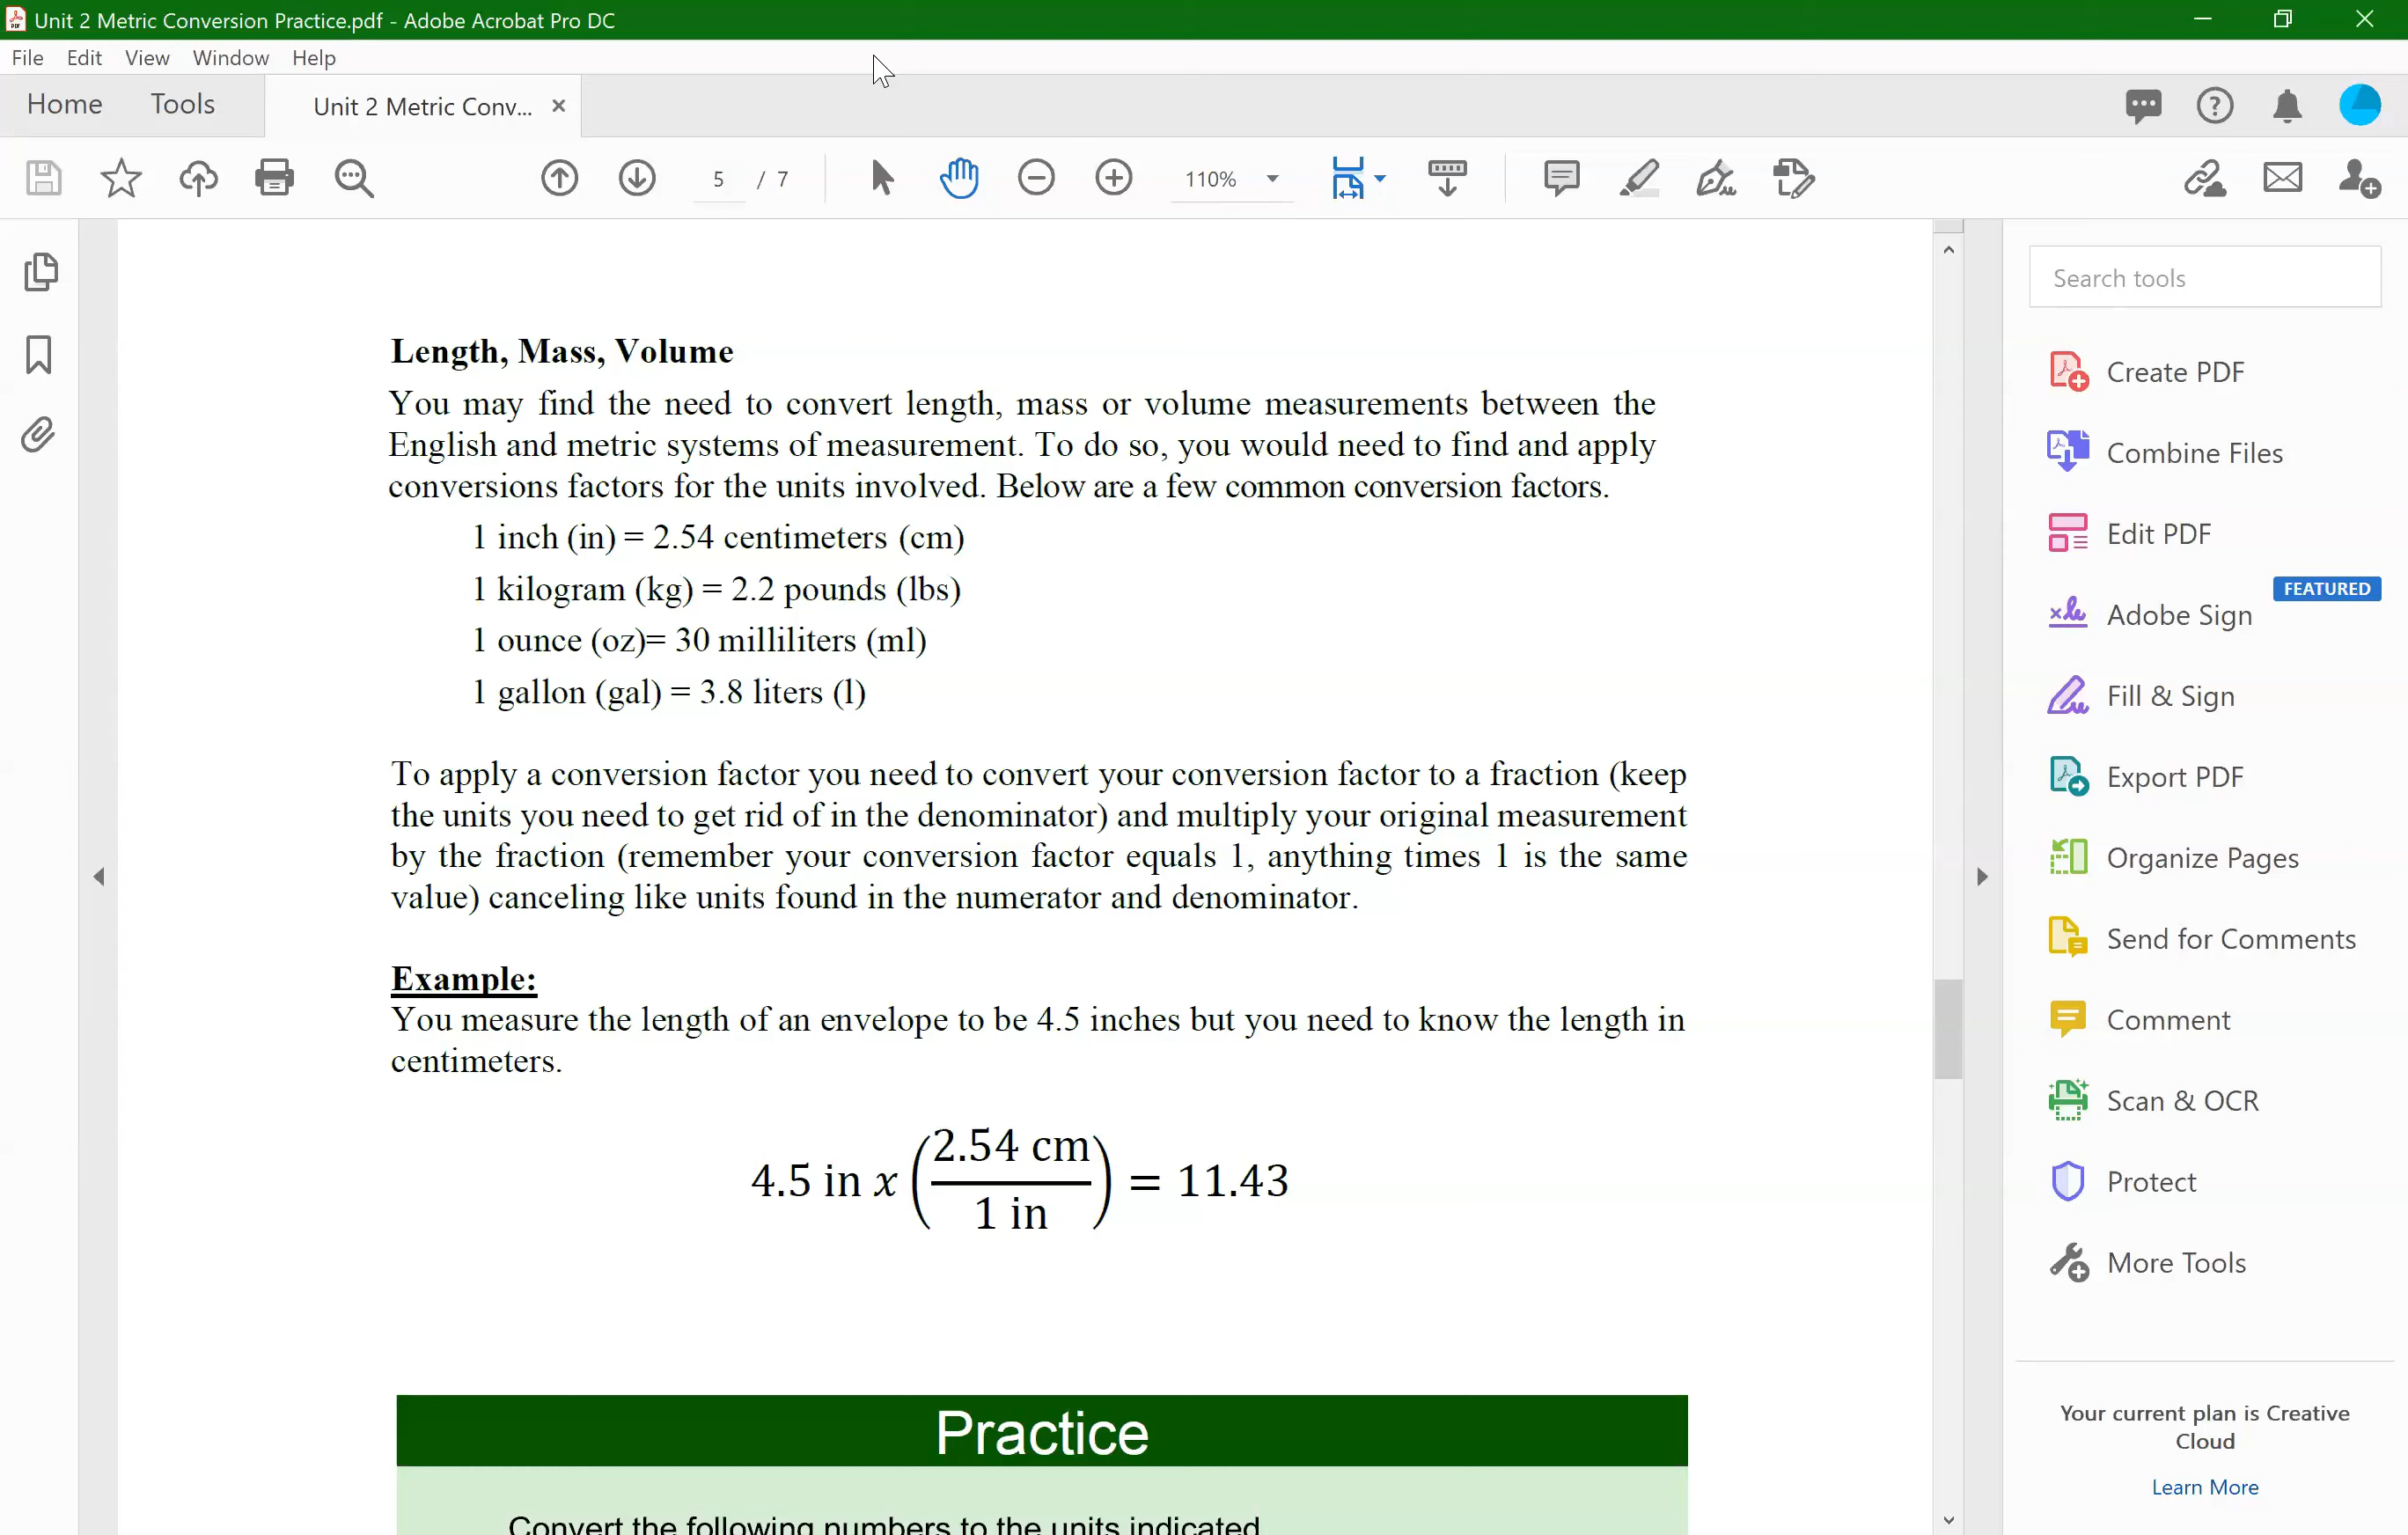 Unit 2 Metric Conversion Practice.pdf - Adobe Acrobat Pro DC
File Edit View Window Help
Home Tools Unit 2 Metric Conv...
5 / 7 110%
Length, Mass, Volume
You may find the need to convert length, mass or volume measurements between the
English and metric systems of measurement. To do so, you would need to find and apply
conversions factors for the units involved. Below are a few common conversion factors.
1 inch (in) = 2.54 centimeters (cm)
1 kilogram (kg) = 2.2 pounds (lbs)
1 ounce (oz)= 30 milliliters (ml)
1 gallon (gal) = 3.8 liters (l)
To apply a conversion factor you need to convert your conversion factor to a fraction (keep
the units you need to get rid of in the denominator) and multiply your original measurement
by the fraction (remember your conversion factor equals 1, anything times 1 is the same
value) canceling like units found in the numerator and denominator.
Example:
You measure the length of an envelope to be 4.5 inches but you need to know the length in
centimeters.
4.5 in x (2.54 cm / 1 in) = 11.43
Practice
Convert the following numbers to the units indicated
Search tools
Create PDF
Combine Files
Edit PDF
FEATURED
Adobe Sign
Fill & Sign
Export PDF
Organize Pages
Send for Comments
Comment
Scan & OCR
Protect
More Tools
Your current plan is Creative
Cloud
Learn More